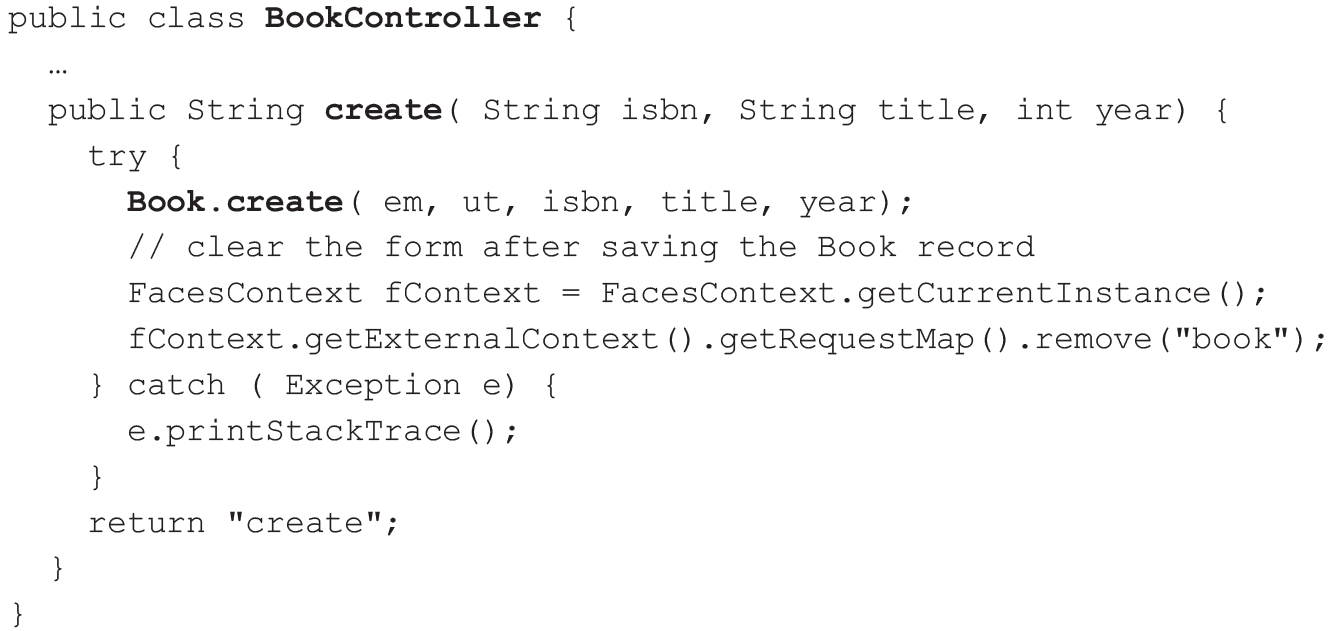 public class BookController {
  …
  public String create( String isbn, String title, int year) {
    try {
      Book.create( em, ut, isbn, title, year);
      // clear the form after saving the Book record
      FacesContext fContext = FacesContext.getCurrentInstance();
      fContext.getExternalContext().getRequestMap().remove("book");
    } catch ( Exception e) {
      e.printStackTrace();
    }
    return "create";
  }
}